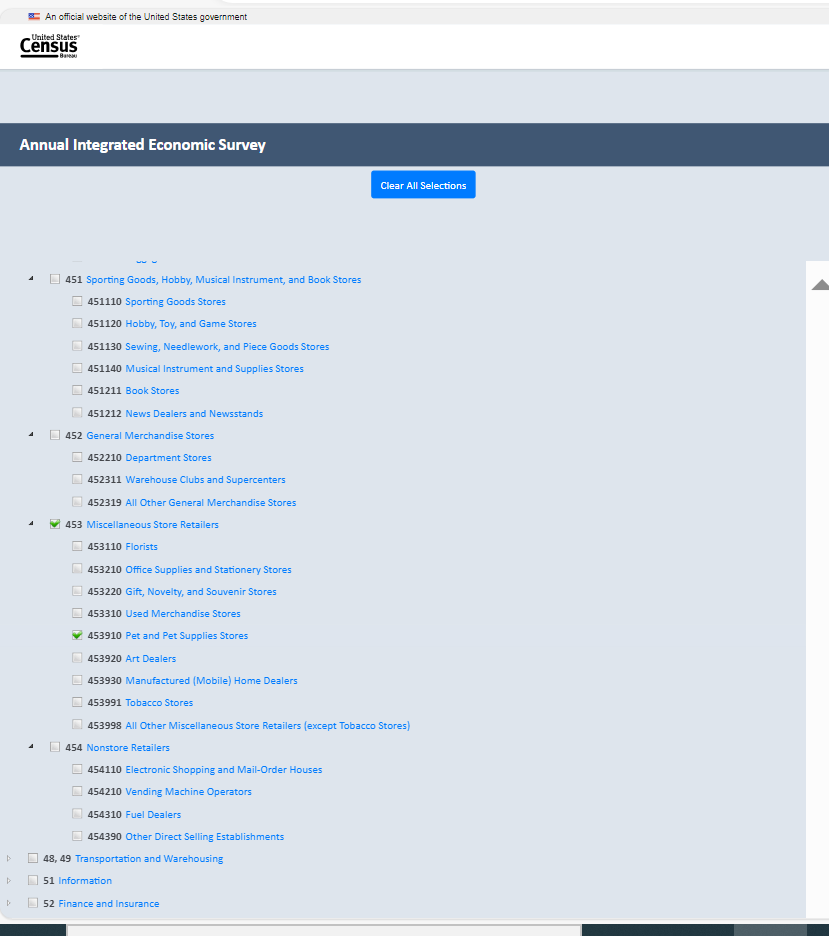 An official website of the United States government
United States®
Census
Bureau
Annual Integrated Economic Survey
Clear All Selections
451 Sporting Goods, Hobby, Musical Instrument, and Book Stores
451110 Sporting Goods Stores
451120 Hobby, Toy, and Game Stores
451130 Sewing, Needlework, and Piece Goods Stores
451140 Musical Instrument and Supplies Stores
451211 Book Stores
451212 News Dealers and Newsstands
452 General Merchandise Stores
452210 Department Stores
452311 Warehouse Clubs and Supercenters
452319 All Other General Merchandise Stores
453 Miscellaneous Store Retailers
453110 Florists
453210 Office Supplies and Stationery Stores
453220 Gift, Novelty, and Souvenir Stores
453310 Used Merchandise Stores
453910 Pet and Pet Supplies Stores
453920 Art Dealers
453930 Manufactured (Mobile) Home Dealers
453991 Tobacco Stores
453998 All Other Miscellaneous Store Retailers (except Tobacco Stores)
454 Nonstore Retailers
454110 Electronic Shopping and Mail-Order Houses
454210 Vending Machine Operators
454310 Fuel Dealers
454390 Other Direct Selling Establishments
48, 49 Transportation and Warehousing
51 Information
52 Finance and Insurance